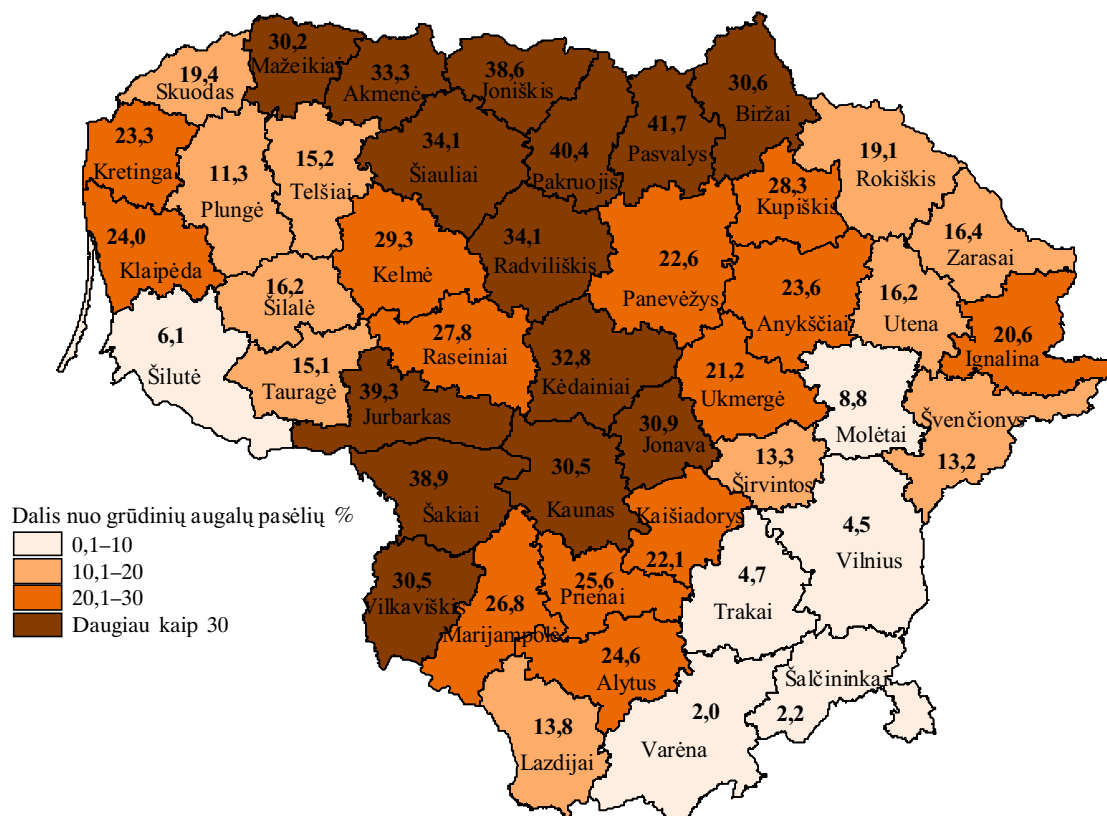 30,2
Mažeikiai
19,4
Skuodas
33,3
Akmenė
38,6
Joniškis
30,6
Biržai
23,3
Kretinga
11,3
Plungė
15,2
Telšiai
34,1
Šiauliai
40,4
Pakruojis
41,7
Pasvalys
28,3
Kupiškis
19,1
Rokiškis
24,0
Klaipėda
29,3
Kelmė
34,1
Radviliškis
22,6
Panevėžys
23,6
Anykščiai
16,4
Zarasai
16,2
Utena
20,6
Ignalina
16,2
Šilalė
6,1
Šilutė
15,1
Tauragė
27,8
Raseiniai
39,3
Jurbarkas
32,8
Kėdainiai
21,2
Ukmergė
8,8
Molėtai
Švenčionys
13,2
30,9
Jonava
13,3
Širvintos
38,9
Šakiai
30,5
Kaunas
Kaišiadorys
22,1
4,5
Vilnius
4,7
Trakai
30,5
Vilkaviškis
26,8
Marijampolė
25,6
Prienai
24,6
Alytus
13,8
Lazdijai
2,0
Varėna
Šalčininkai
2,2
Dalis nuo grūdinių augalų pasėlių %
0,1–10
10,1–20
20,1–30
Daugiau kaip 30